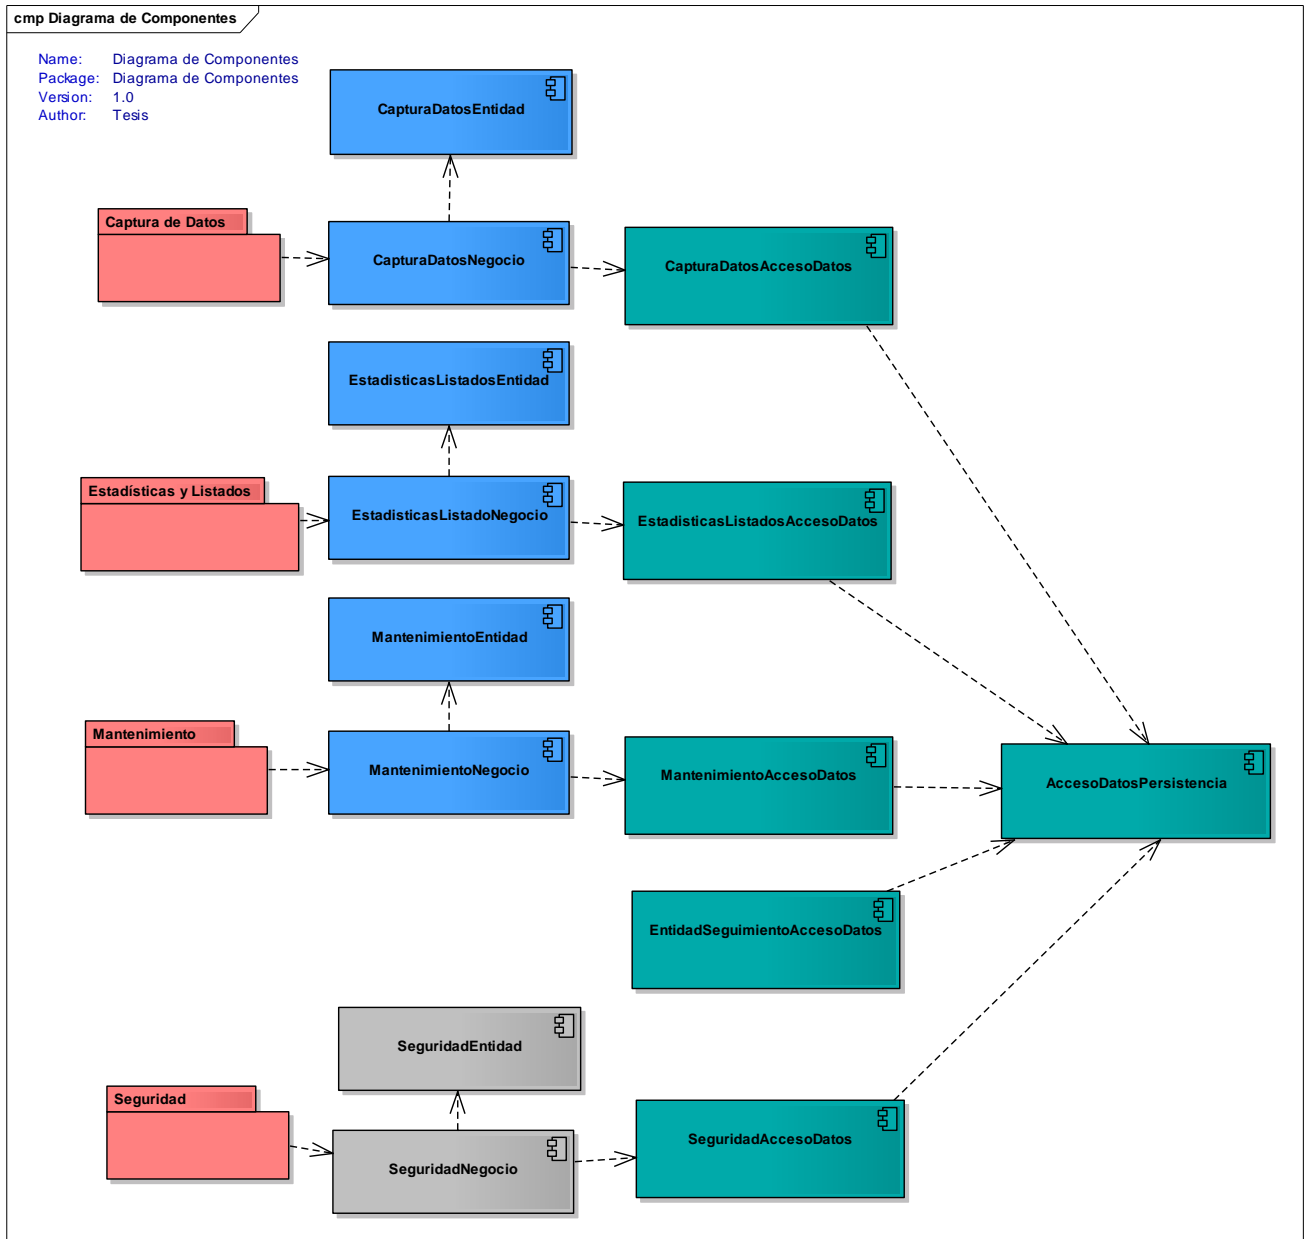 cmp Diagrama de Componentes
Name: Diagrama de Componentes
Package: Diagrama de Componentes
Version: 1.0
Author: Tesis
CapturaDatosEntidad
Captura de Datos
CapturaDatosNegocio
CapturaDatosAccesoDatos
EstadisticasListadosEntidad
Estadísticas y Listados
EstadisticasListadoNegocio
EstadisticasListadosAccesoDatos
MantenimientoEntidad
Mantenimiento
MantenimientoNegocio
MantenimientoAccesoDatos
AccesoDatosPersistencia
EntidadSeguimientoAccesoDatos
SeguridadEntidad
Seguridad
SeguridadNegocio
SeguridadAccesoDatos